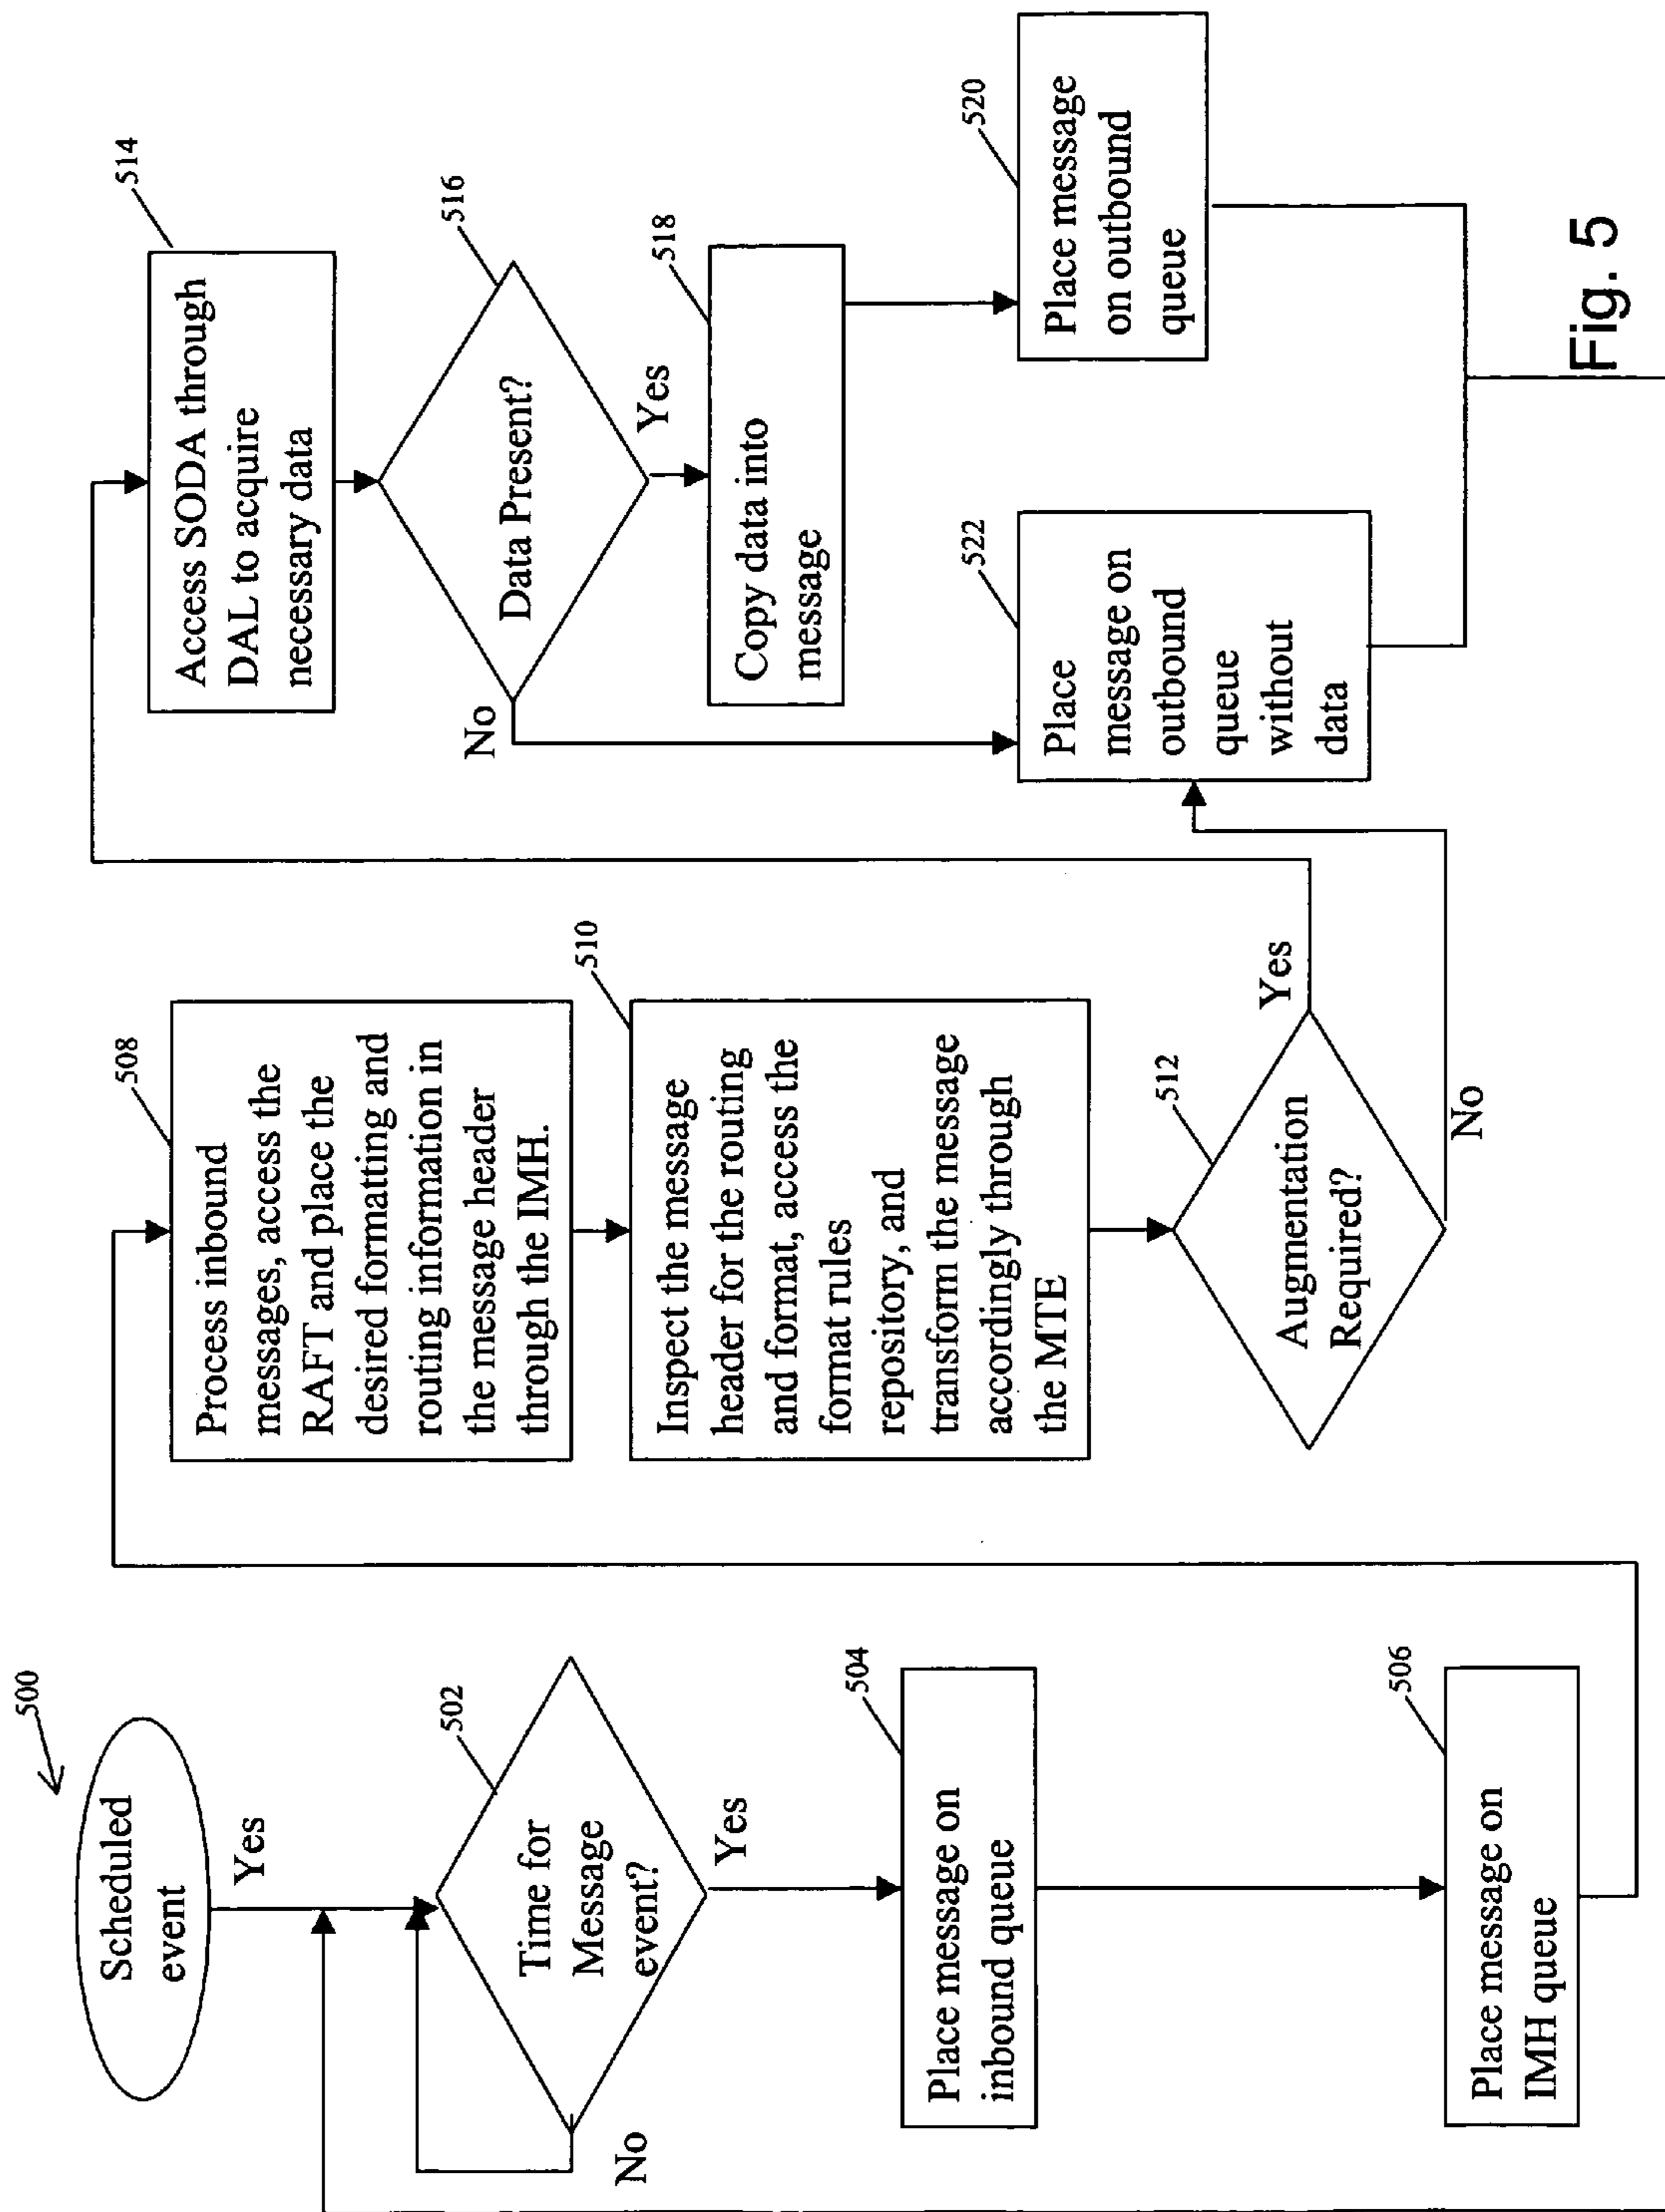 500
Scheduled
event
Yes
502
Time for
Message
event?
No
Yes
504
Place message on
inbound queue
506
Place message on
IMH queue
508
Process inbound
messages, access the
RAFT and place the
desired formatting and
routing information in
the message header
through the IMH.
510
Inspect the message
header for the routing
and format, access the
format rules
repository, and
transform the message
accordingly through
the MTE
512
Augmentation
Required?
Yes
No
514
Access SODA through
DAL to acquire
necessary data
516
Data Present?
No
Yes
518
Copy data into
message
522
Place
message on
outbound
queue
without
data
520
Place message
on outbound
queue
Fig. 5